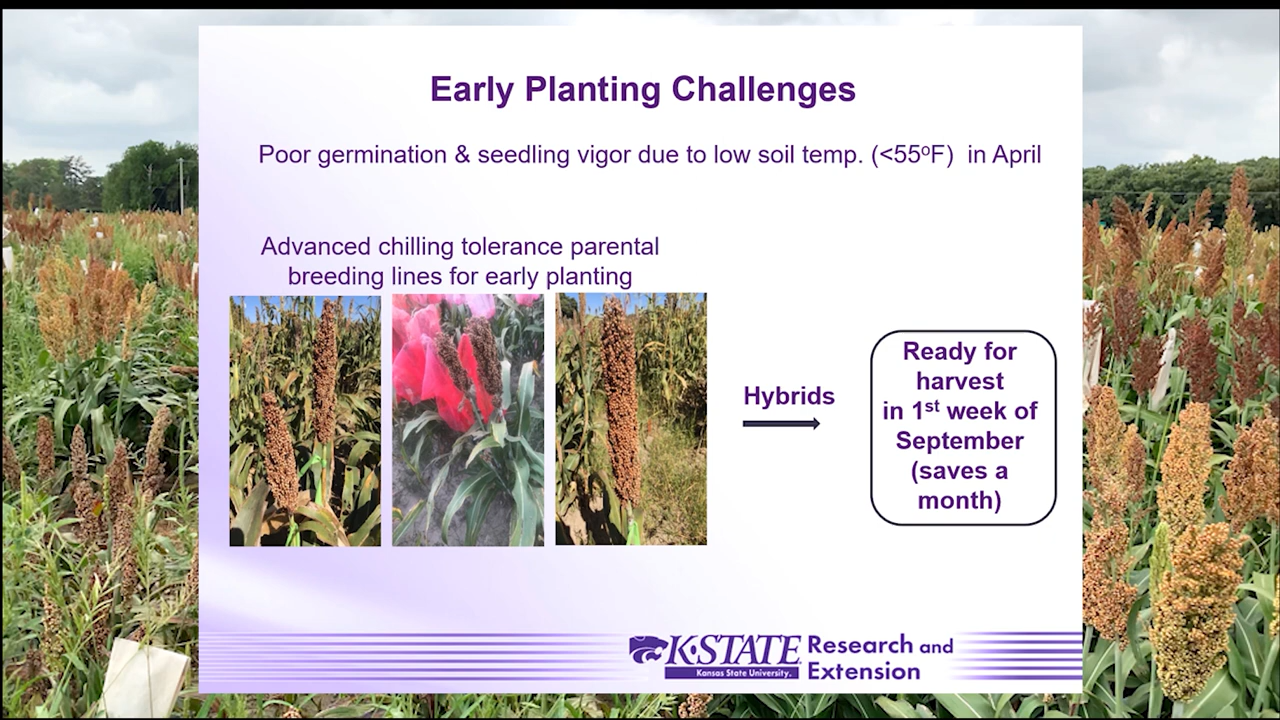 Early Planting Challenges
Poor germination & seedling vigor due to low soil temp. (<55ºF) in April
Advanced chilling tolerance parental
breeding lines for early planting
Hybrids
Ready for
harvest
in 1st week of
September
(saves a
month)
K-STATE
Kansas State University.
Research and
Extension